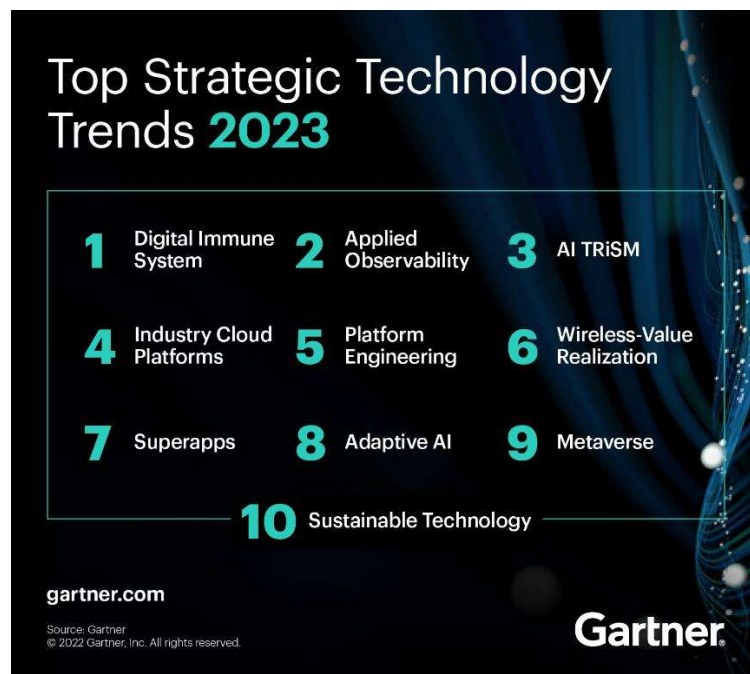 Top Strategic Technology
Trends 2023
1 Digital Immune
System
2 Applied
Observability
3 AI TRiSM
4 Industry Cloud
Platforms
5 Platform
Engineering
6 Wireless-Value
Realization
7 Superapps
8 Adaptive AI
9 Metaverse
10 Sustainable Technology
gartner.com
Source: Gartner
© 2022 Gartner, Inc. All rights reserved.
Gartner®